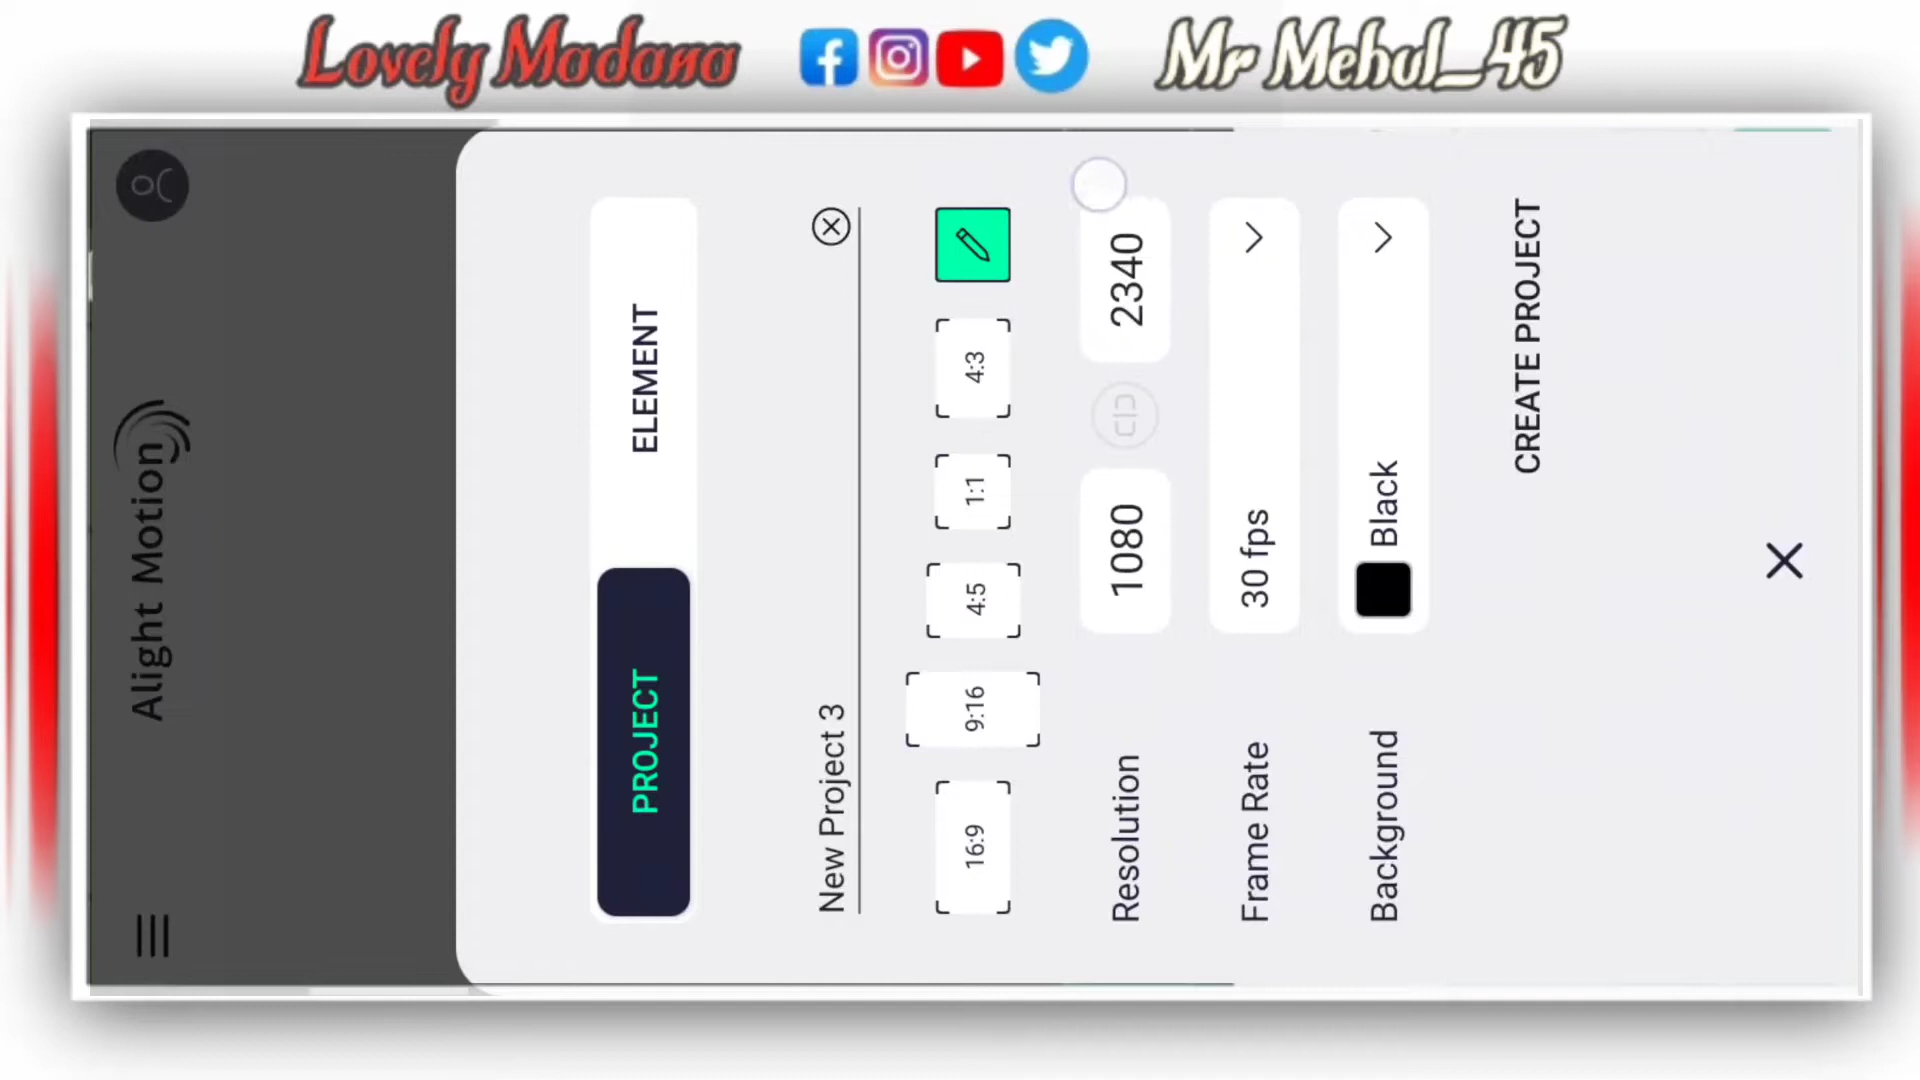 Lovely Madana
Mr Mehul_45
Alight Motion
PROJECT ELEMENT
New Project 3
16:9 9:16 4:5 1:1 4:3
Resolution 1080 2340
Frame Rate 30 fps
Background Black
CREATE PROJECT